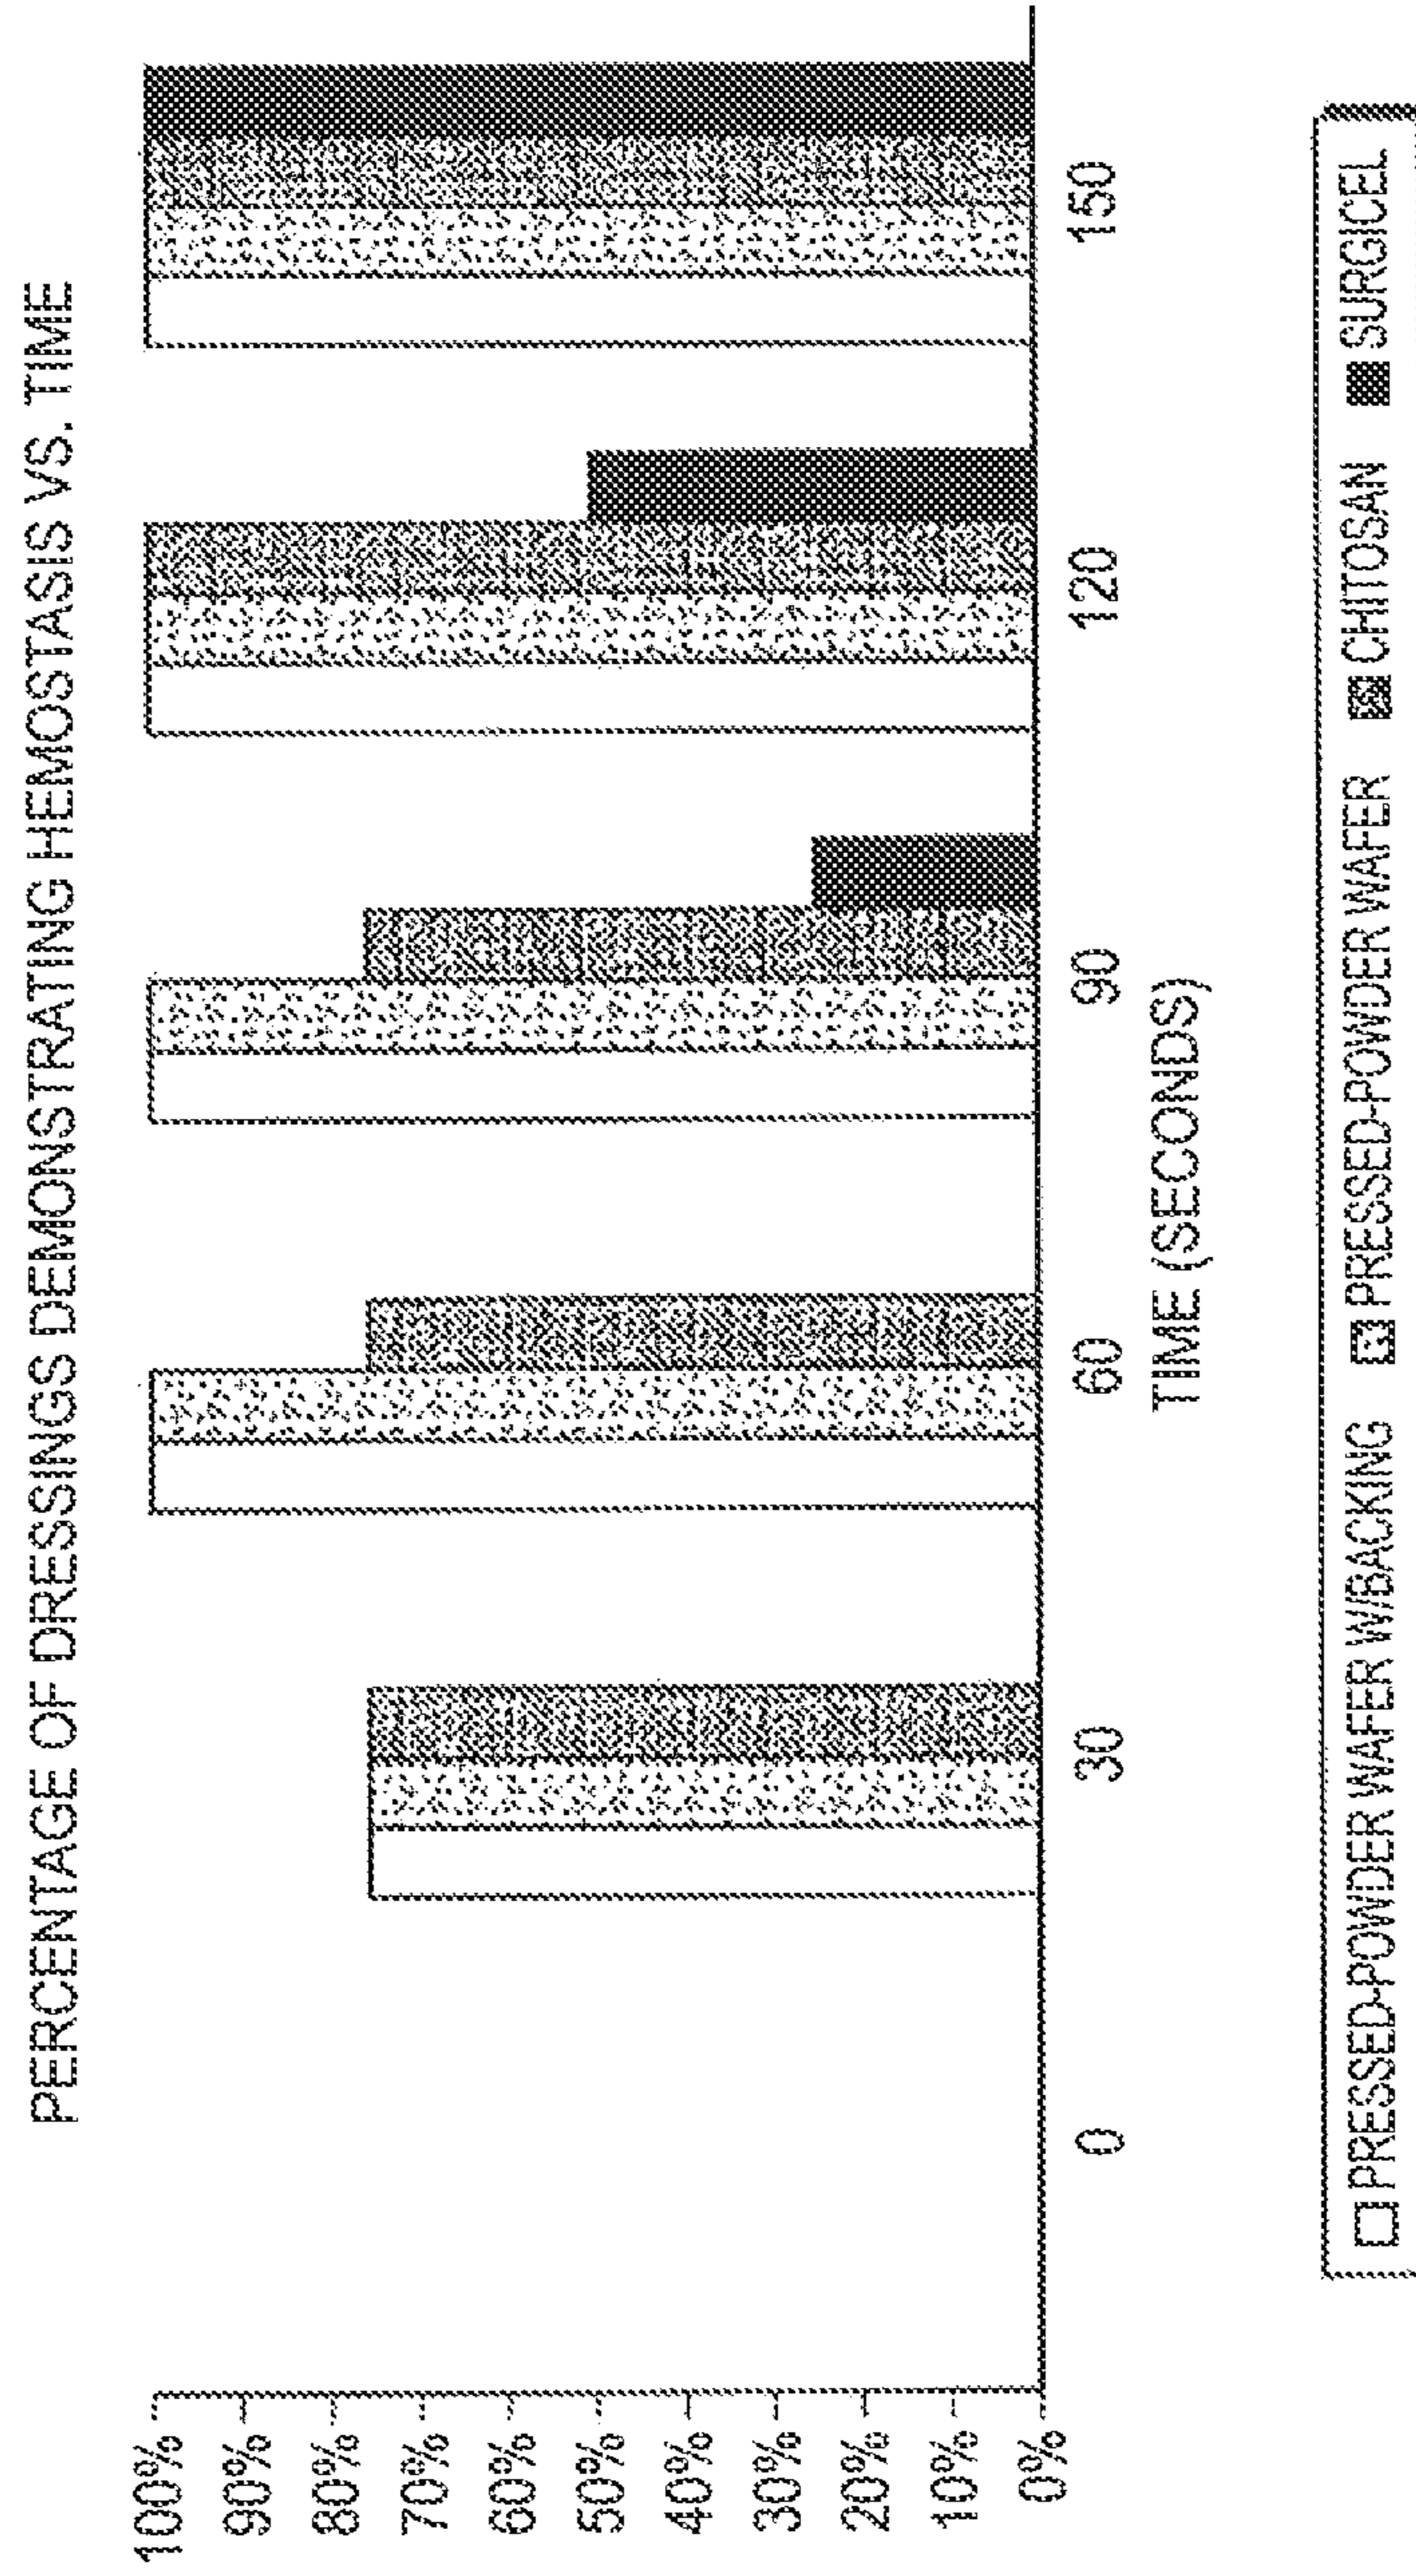 PERCENTAGE OF DRESSINGS DEMONSTRATING HEMOSTASIS VS. TIME
100%
90%
80%
70%
60%
50%
40%
30%
20%
10%
0%
0 30 60 90 120 150
TIME (SECONDS)
PRESSED-POWDER WAFER W/BACKING PRESSED-POWDER WAFER CHITOSAN SURGICEL